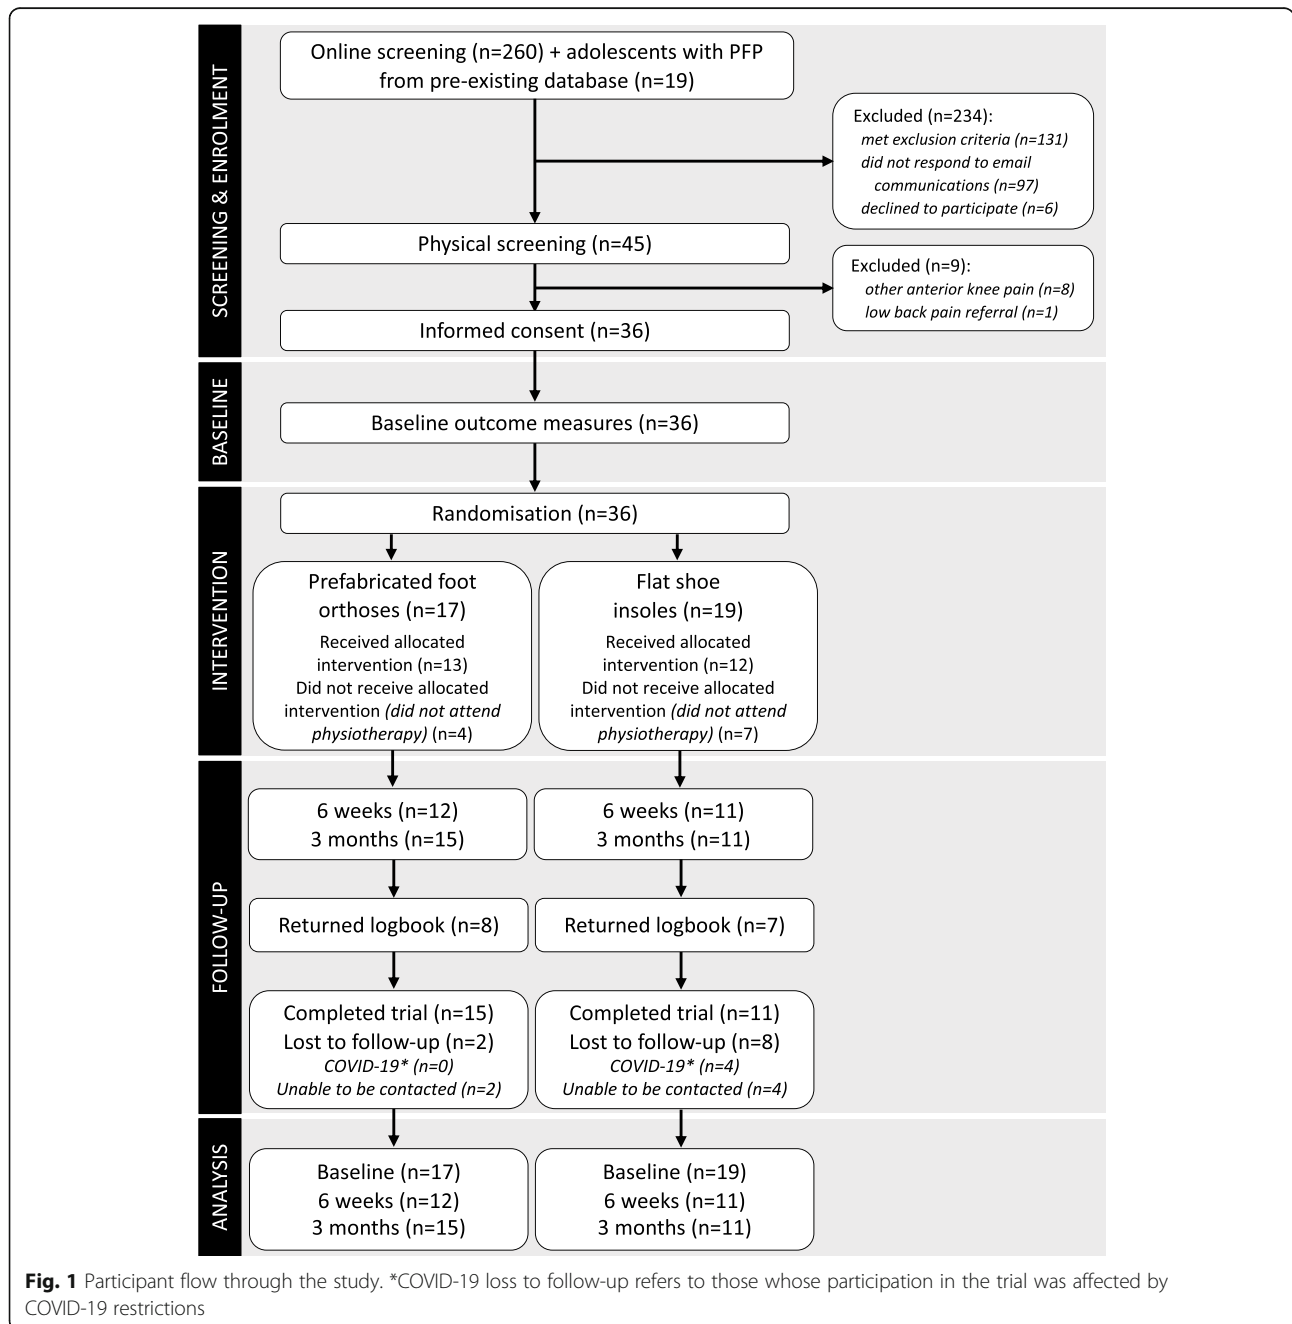 SCREENING & ENROLMENT
Online screening (n=260) + adolescents with PFP
from pre-existing database (n=19)
Excluded (n=234):
met exclusion criteria (n=131)
did not respond to email
communications (n=97)
declined to participate (n=6)
Physical screening (n=45)
Excluded (n=9):
other anterior knee pain (n=8)
low back pain referral (n=1)
Informed consent (n=36)
BASELINE
Baseline outcome measures (n=36)
INTERVENTION
Randomisation (n=36)
Prefabricated foot
orthoses (n=17)
Received allocated
intervention (n=13)
Did not receive allocated
intervention (did not attend
physiotherapy) (n=4)
Flat shoe
insoles (n=19)
Received allocated
intervention (n=12)
Did not receive allocated
intervention (did not attend
physiotherapy) (n=7)
FOLLOW-UP
6 weeks (n=12)
3 months (n=15)
6 weeks (n=11)
3 months (n=11)
Returned logbook (n=8)
Returned logbook (n=7)
Completed trial (n=15)
Lost to follow-up (n=2)
COVID-19* (n=0)
Unable to be contacted (n=2)
Completed trial (n=11)
Lost to follow-up (n=8)
COVID-19* (n=4)
Unable to be contacted (n=4)
ANALYSIS
Baseline (n=17)
6 weeks (n=12)
3 months (n=15)
Baseline (n=19)
6 weeks (n=11)
3 months (n=11)
Fig. 1 Participant flow through the study. *COVID-19 loss to follow-up refers to those whose participation in the trial was affected by
COVID-19 restrictions